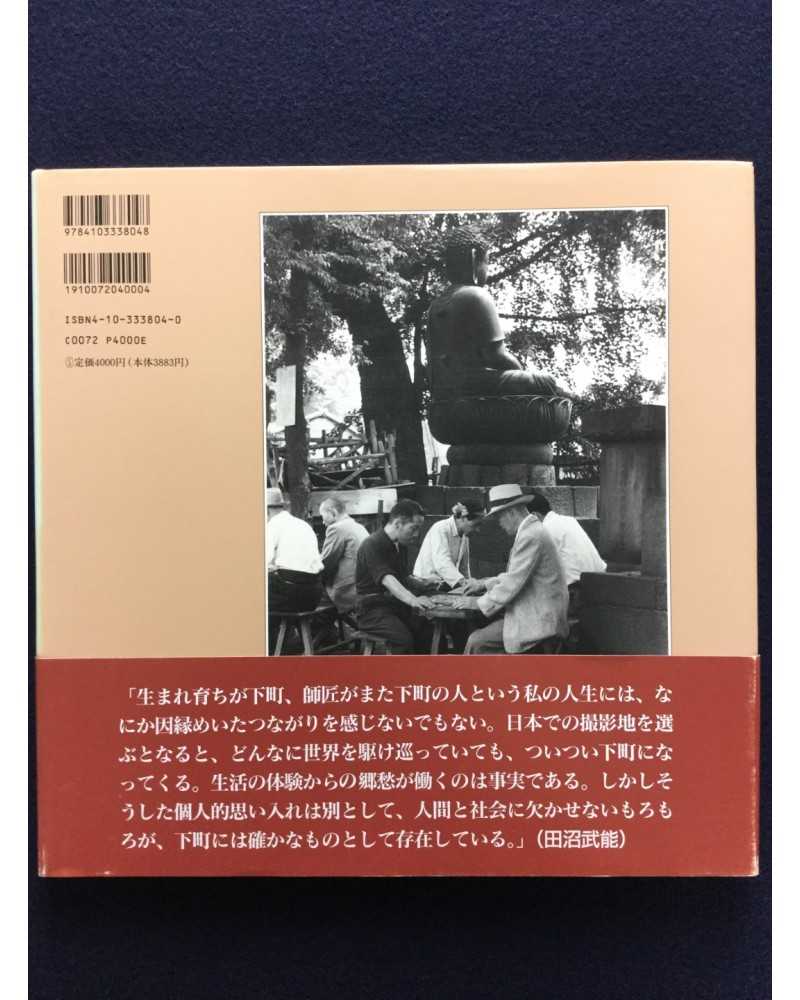 9784103338048
1910072040004
ISBN4-10-333804-0
C0072 P4000E
①定価4000円(本体3883円)
「生まれ育ちが下町、師匠がまた下町の人という私の人生には、な
にか因縁めいたつながりを感じないでもない。日本での撮影地を選
ぶとなると、どんなに世界を駆け巡っていても、ついつい下町にな
ってくる。生活の体験からの郷愁が働くのは事実である。しかしそ
うした個人的思い入れは別として、人間と社会に欠かせないもろも
ろが、下町には確かなものとして存在している。」(田沼武能)